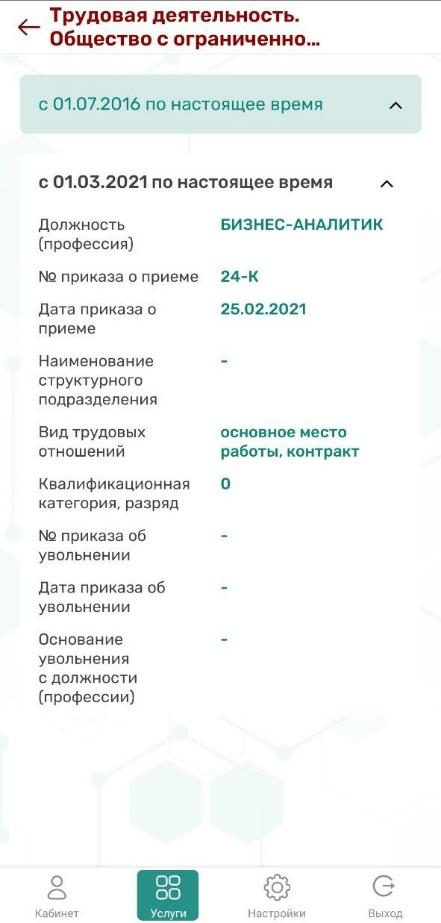 Трудовая деятельность.
Общество с ограниченно...
с 01.07.2016 по настоящее время
с 01.03.2021 по настоящее время
Должность БИЗНЕС-АНАЛИТИК
(профессия)
№ приказа о приеме 24-К
Дата приказа о 25.02.2021
приеме
Наименование -
структурного
подразделения
Вид трудовых основное место
отношений работы, контракт
Квалификационная 0
категория, разряд
№ приказа об -
увольнении
Дата приказа об -
увольнении
Основание -
увольнения
с должности
(профессии)
Кабинет Услуги Настройки Выход